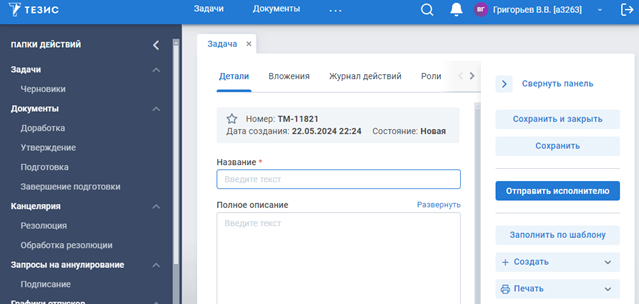 ТЕЗИС
Задачи
Документы
...
ВГ
Григорьев В.В. [a3263]
ПАПКИ ДЕЙСТВИЙ
Задачи
Черновики
Документы
Доработка
Утверждение
Подготовка
Завершение подготовки
Канцелярия
Резолюция
Обработка резолюции
Запросы на аннулирование
Подписание
Графики отпусков
Задача
Детали
Вложения
Журнал действий
Роли
Номер: ТМ-11821
Дата создания: 22.05.2024 22:24 Состояние: Новая
Название *
Введите текст
Полное описание
Развернуть
Введите текст
Свернуть панель
Сохранить и закрыть
Сохранить
Отправить исполнителю
Заполнить по шаблону
Создать
Печать